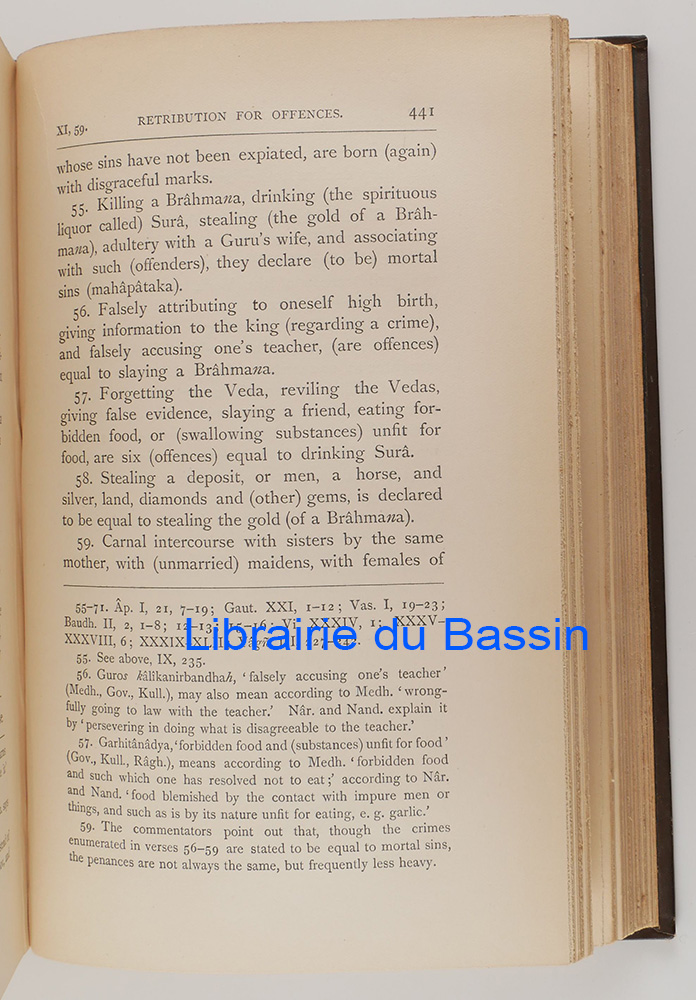 XI, 59. RETRIBUTION FOR OFFENCES. 441
whose sins have not been expiated, are born (again)
with disgraceful marks.
55. Killing a Brâhmana, drinking (the spirituous
liquor called) Surâ, stealing (the gold of a Brâh-
mana), adultery with a Guru's wife, and associating
with such (offenders), they declare (to be) mortal
sins (mahâpâtaka).
56. Falsely attributing to oneself high birth,
giving information to the king (regarding a crime),
and falsely accusing one's teacher, (are offences)
equal to slaying a Brâhmana.
57. Forgetting the Veda, reviling the Vedas,
giving false evidence, slaying a friend, eating for-
bidden food, or (swallowing substances) unfit for
food, are six (offences) equal to drinking Surâ.
58. Stealing a deposit, or men, a horse, and
silver, land, diamonds and (other) gems, is declared
to be equal to stealing the gold (of a Brâhmana).
59. Carnal intercourse with sisters by the same
mother, with (unmarried) maidens, with females of
55-71. Âp. I, 21, 7-19; Gaut. XXI, 1-12; Vas. I, 19-23;
Baudh. II, 2, 1-8; 12-13; 15-16; Vi. XXXIV, 1; XXXV-
XXXVIII, 6;
Librairie du Bassin
55. See above, IX, 235.
56. Guros kâlikanirbandhah, 'falsely accusing one's teacher'
(Medh., Gov., Kull.), may also mean according to Medh. 'wrong-
fully going to law with the teacher.' Nâr. and Nand. explain it
by 'persevering in doing what is disagreeable to the teacher.'
57. Garhitânâdya, 'forbidden food and (substances) unfit for food'
(Gov., Kull., Râgh.), means according to Medh. 'forbidden food
and such which one has resolved not to eat;' according to Nâr.
and Nand. 'food blemished by the contact with impure men or
things, and such as is by its nature unfit for eating, e. g. garlic.'
59. The commentators point out that, though the crimes
enumerated in verses 56-59 are stated to be equal to mortal sins,
the penances are not always the same, but frequently less heavy.